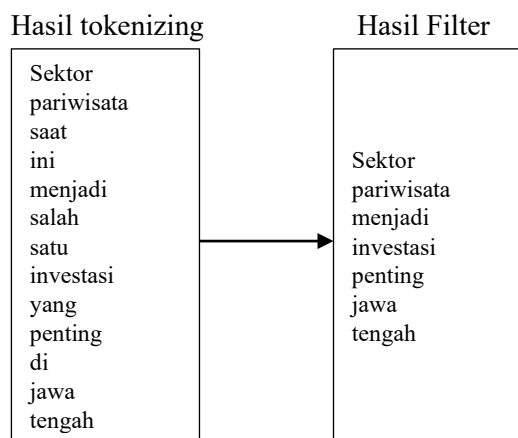 Hasil tokenizing
Sektor
pariwisata
saat
ini
menjadi
salah
satu
investasi
yang
penting
di
jawa
tengah
Hasil Filter
Sektor
pariwisata
menjadi
investasi
penting
jawa
tengah